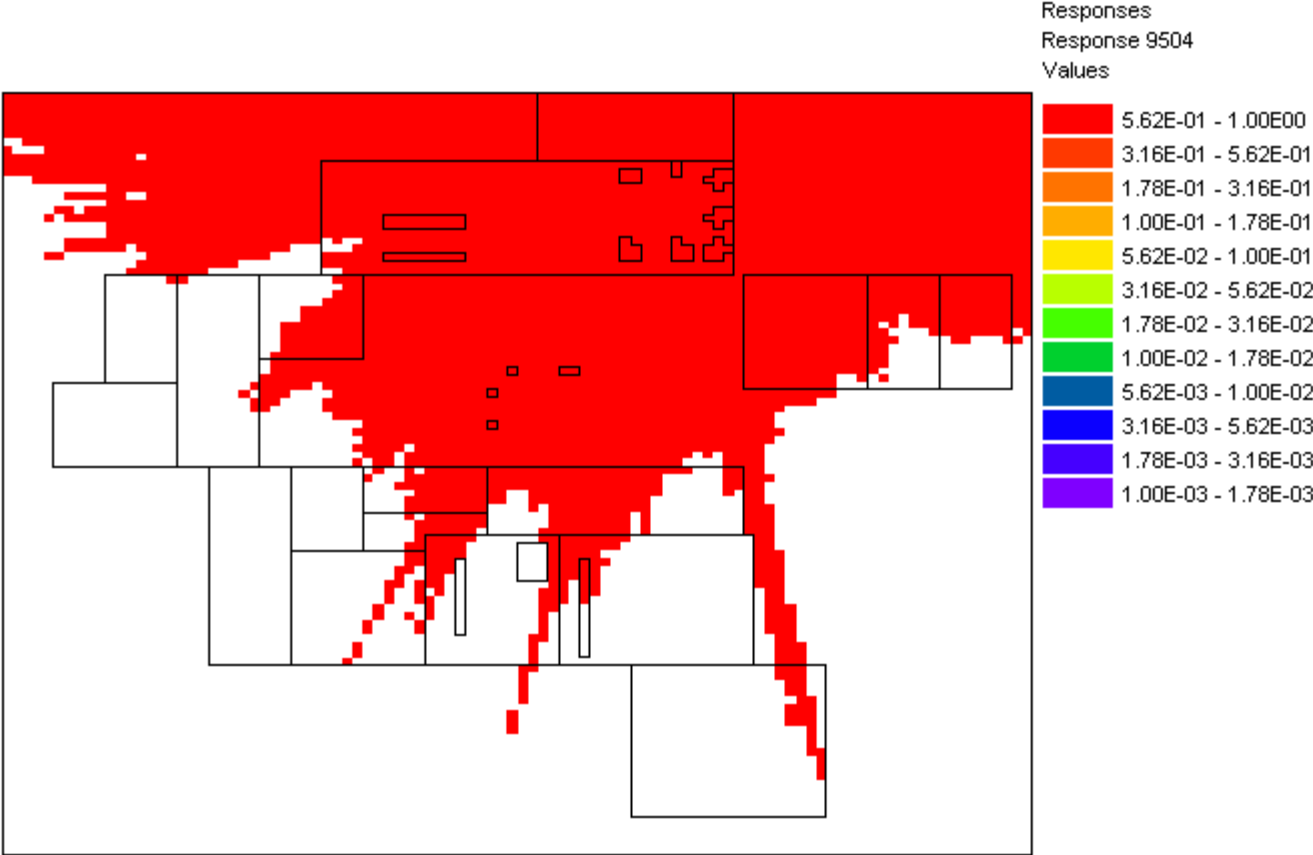 Responses
Response 9504
Values
5.62E-01 - 1.00E00
3.16E-01 - 5.62E-01
1.78E-01 - 3.16E-01
1.00E-01 - 1.78E-01
5.62E-02 - 1.00E-01
3.16E-02 - 5.62E-02
1.78E-02 - 3.16E-02
1.00E-02 - 1.78E-02
5.62E-03 - 1.00E-02
3.16E-03 - 5.62E-03
1.78E-03 - 3.16E-03
1.00E-03 - 1.78E-03